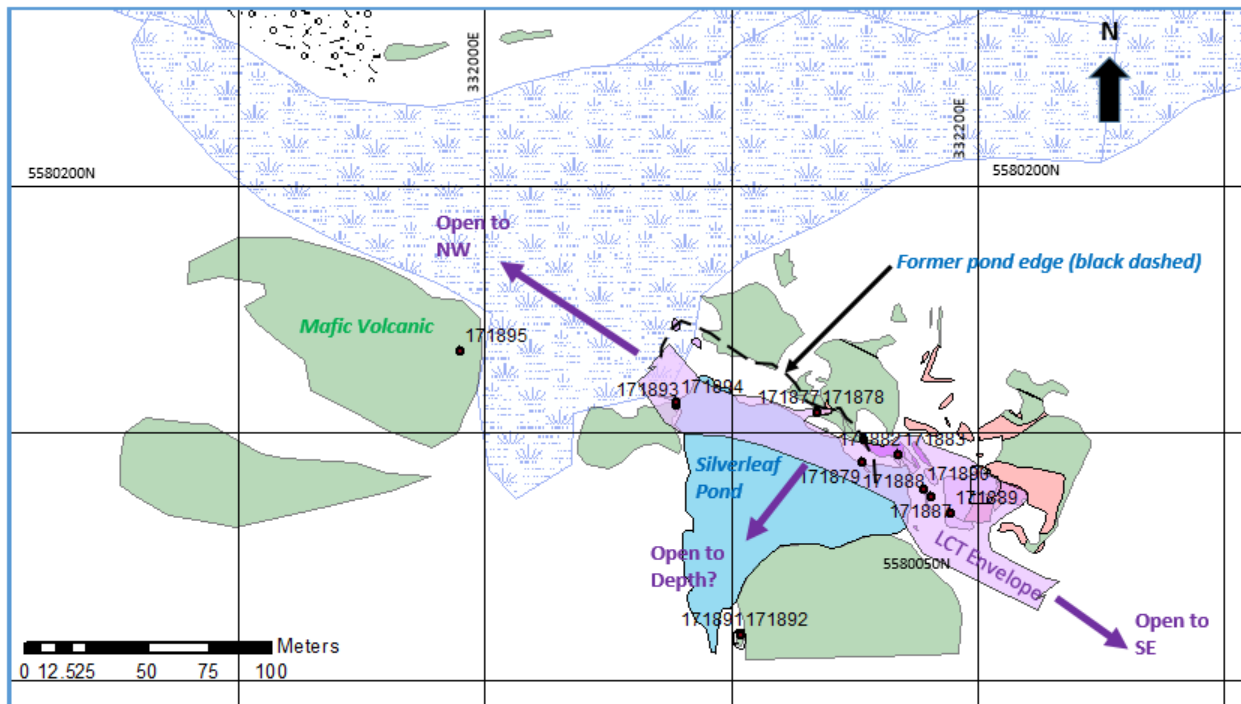 N
332000E
332200E
5580200N
5580200N
Open to
NW
Former pond edge (black dashed)
Mafic Volcanic
171895
171893
171894
171877
171878
171882
171883
Silverleaf
Pond
171879
171888
171890
171887
171889
LCT Envelope
Open to
Depth?
5580050N
171891
171892
Open to
SE
Meters
0 12.525 50 75 100